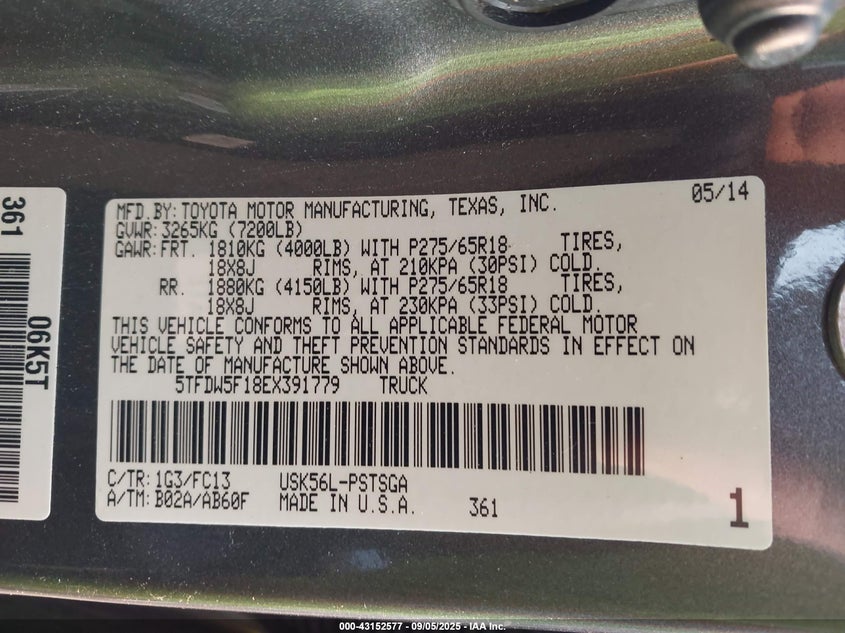 361
06K5T
MFD.BY: TOYOTA MOTOR MANUFACTURING, TEXAS, INC. 05/14
GVWR: 3265KG (7200LB)
GAWR: FRT. 1810KG (4000LB) WITH P275/65R18 TIRES,
18X8J RIMS, AT 210KPA (30PSI) COLD.
RR. 1880KG (4150LB) WITH P275/65R18 TIRES,
18X8J RIMS, AT 230KPA (33PSI) COLD.
THIS VEHICLE CONFORMS TO ALL APPLICABLE FEDERAL MOTOR
VEHICLE SAFETY AND THEFT PREVENTION STANDARDS IN EFFECT ON
THE DATE OF MANUFACTURE SHOWN ABOVE.
5TFDW5F18EX391779 TRUCK
C/TR: 1G3/FC13 USK56L-PSTSGA
A/TM: B02A/AB60F MADE IN U.S.A. 361
1
000-43152577 - 09/05/2025 - IAA Inc.